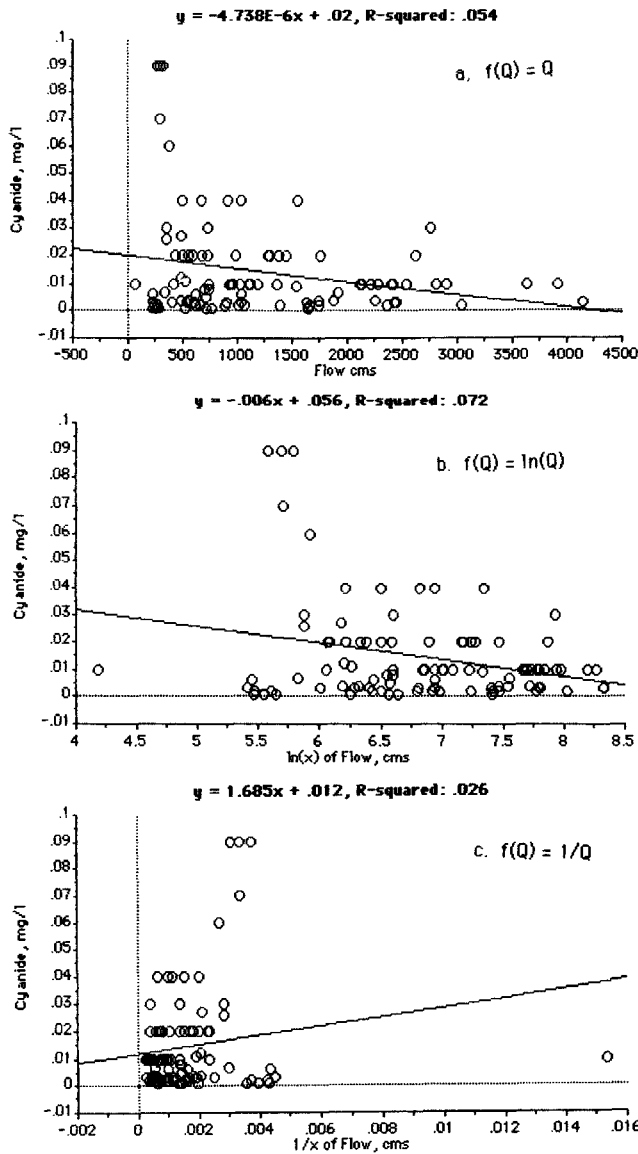 y = -4.738E-6x + .02, R-squared: .054
.1
.09
.08
.07
.06
.05
.04
.03
.02
.01
0
-.01
Cyanide, mg/l
a. f(Q) = Q
-500 0 500 1000 1500 2000 2500 3000 3500 4000 4500
Flow cms
y = -.006x + .056, R-squared: .072
.1
.09
.08
.07
.06
.05
.04
.03
.02
.01
0
-.01
Cyanide, mg/l
b. f(Q) = ln(Q)
4 4.5 5 5.5 6 6.5 7 7.5 8 8.5
ln(x) of Flow, cms
y = 1.685x + .012, R-squared: .026
.1
.09
.08
.07
.06
.05
.04
.03
.02
.01
0
-.01
Cyanide, mg/l
c. f(Q) = 1/Q
-.002 0 .002 .004 .006 .008 .01 .012 .014 .016
1/x of Flow, cms